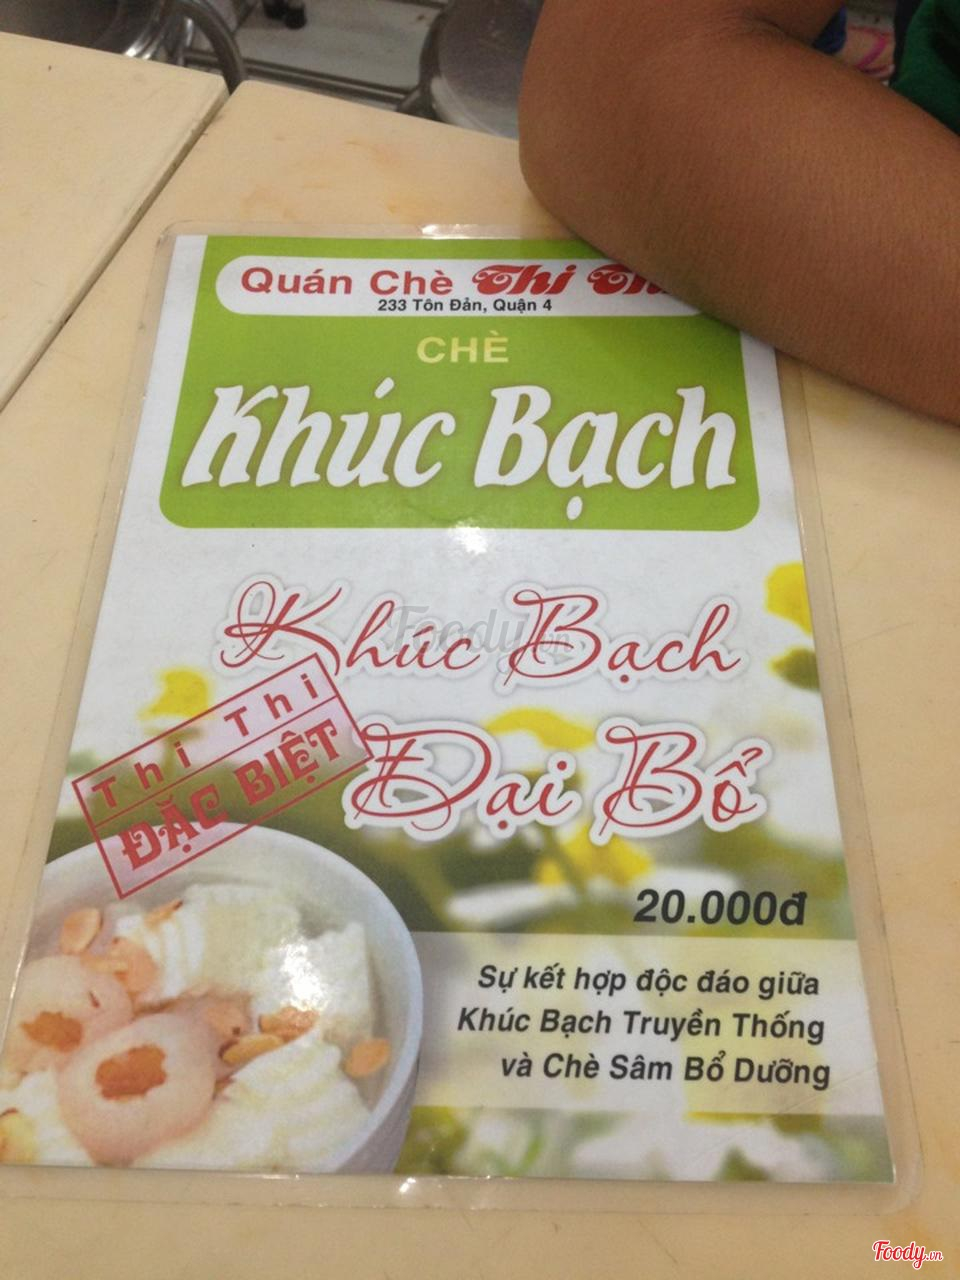 Quán Chè Thi
233 Tôn Đản, Quận 4
CHÈ
Khúc Bạch
Khúc Bạch
Foody.vn
Thi Thi
ĐẶC BIỆT
Đại Bổ
20.000đ
Sự kết hợp độc đáo giữa
Khúc Bạch Truyền Thống
và Chè Sâm Bổ Dưỡng
Foody.vn